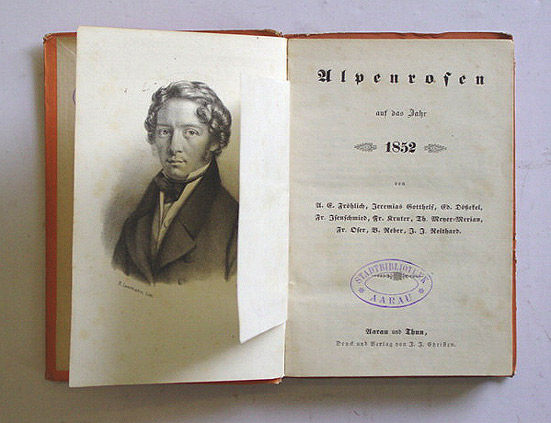 Alpenrosen
auf das Jahr
1852
von
A. E. Fröhlich, Jeremias Gotthelf, Ed. Dößekel,
Fr. Isenschmied, Fr. Kruter, Th. Meyer-Merian,
Fr. Oser, B. Reber, J. J. Reithard.
STADTBIBLIOTHEK
AARAU
Aarau und Thun,
Druck und Verlag von J. J. Christen.